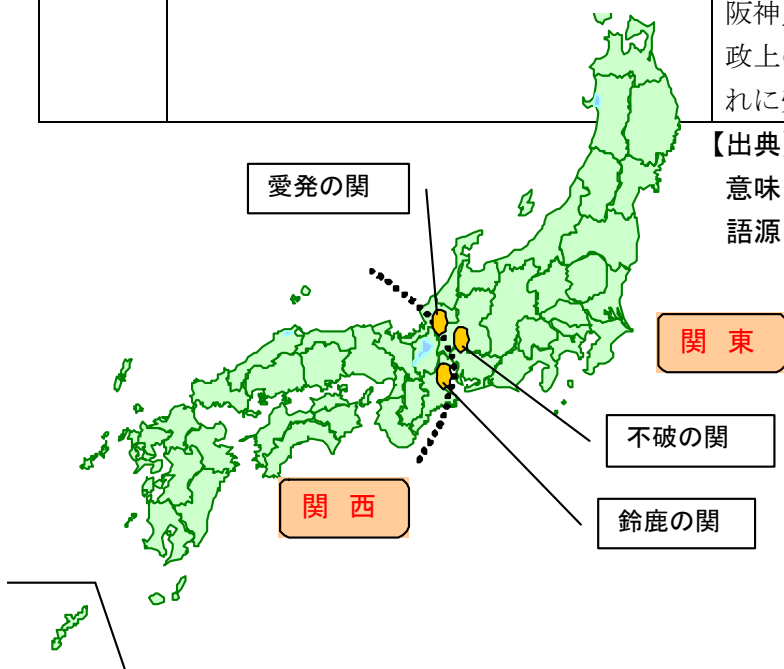 阪神
政上
れに
【出典
意味
語源
愛発の関
関 東
不破の関
関 西
鈴鹿の関